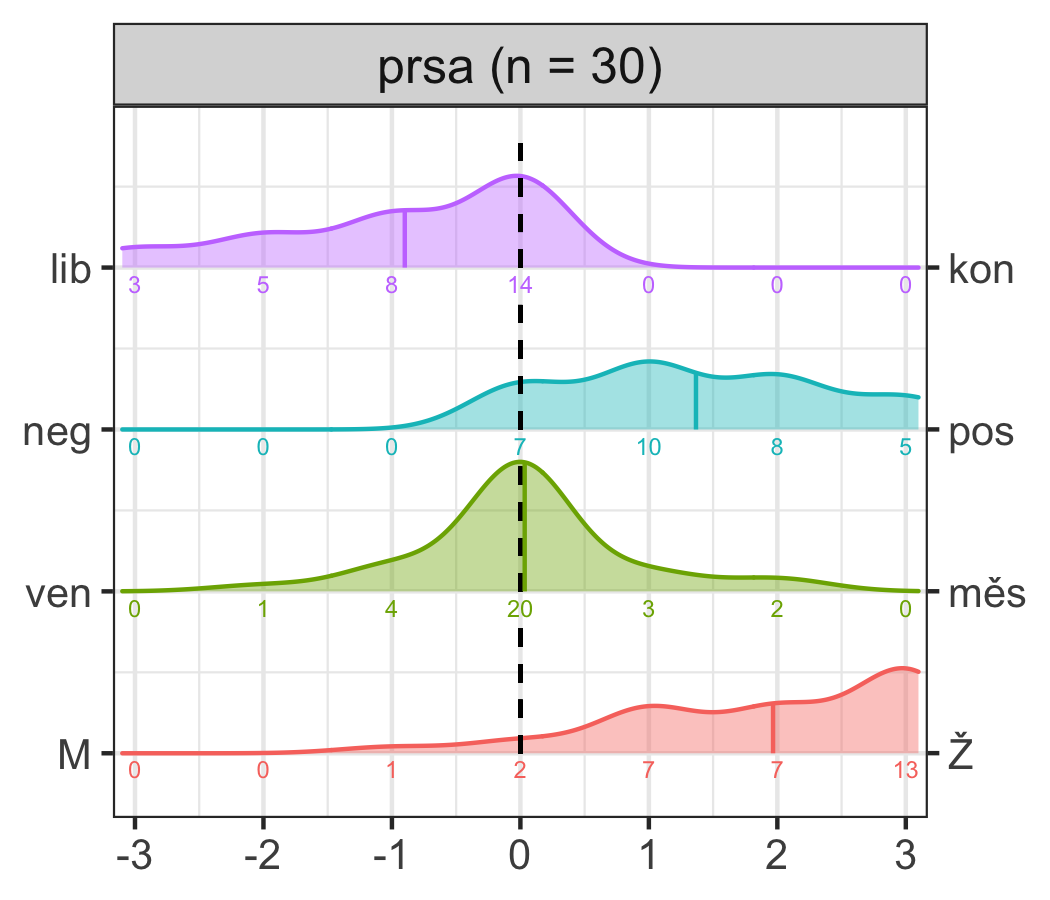 prsa (n = 30)
lib kon
3 5 8 14 0 0 0
neg pos
0 0 0 7 10 8 5
ven měs
0 1 4 20 3 2 0
M Ž
0 0 1 2 7 7 13
-3 -2 -1 0 1 2 3